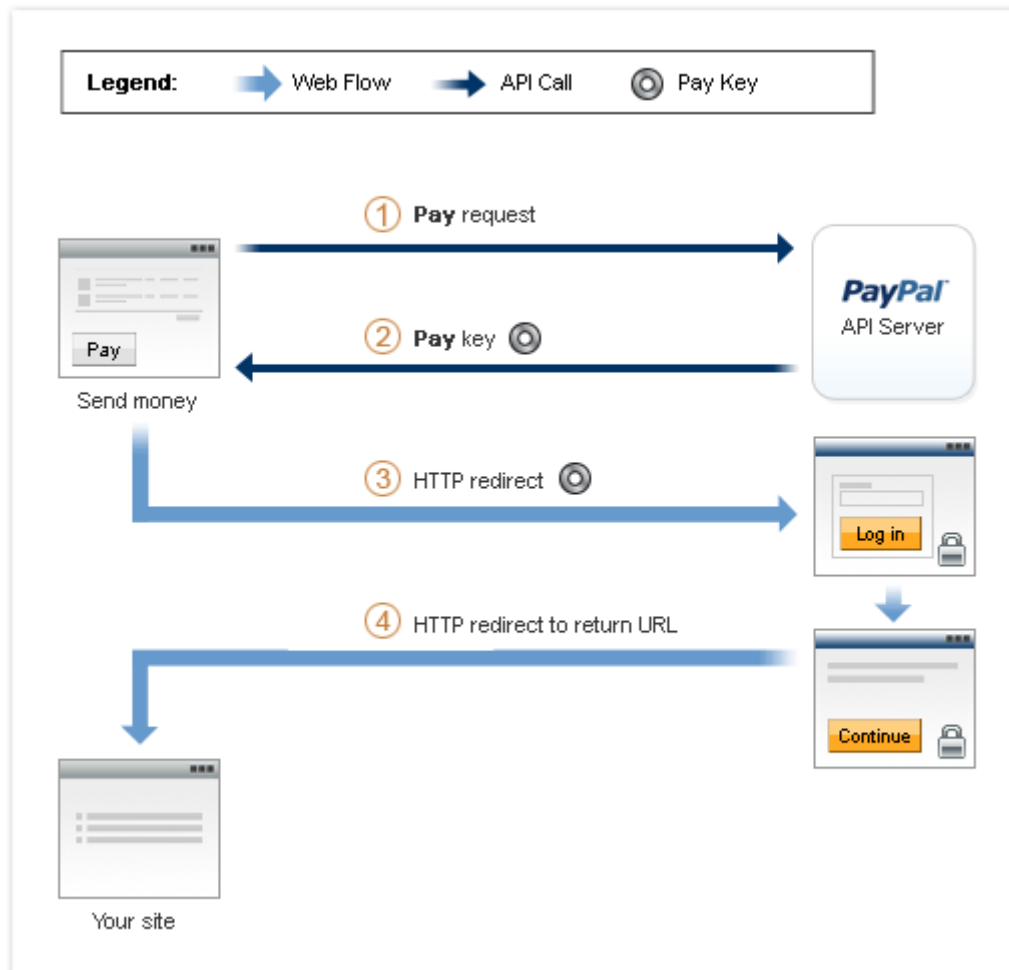 Legend: Web Flow API Call Pay Key
1 Pay request
PayPal
API Server
2 Pay key
Pay
Send money
3 HTTP redirect
Log in
4 HTTP redirect to return URL
Continue
Your site